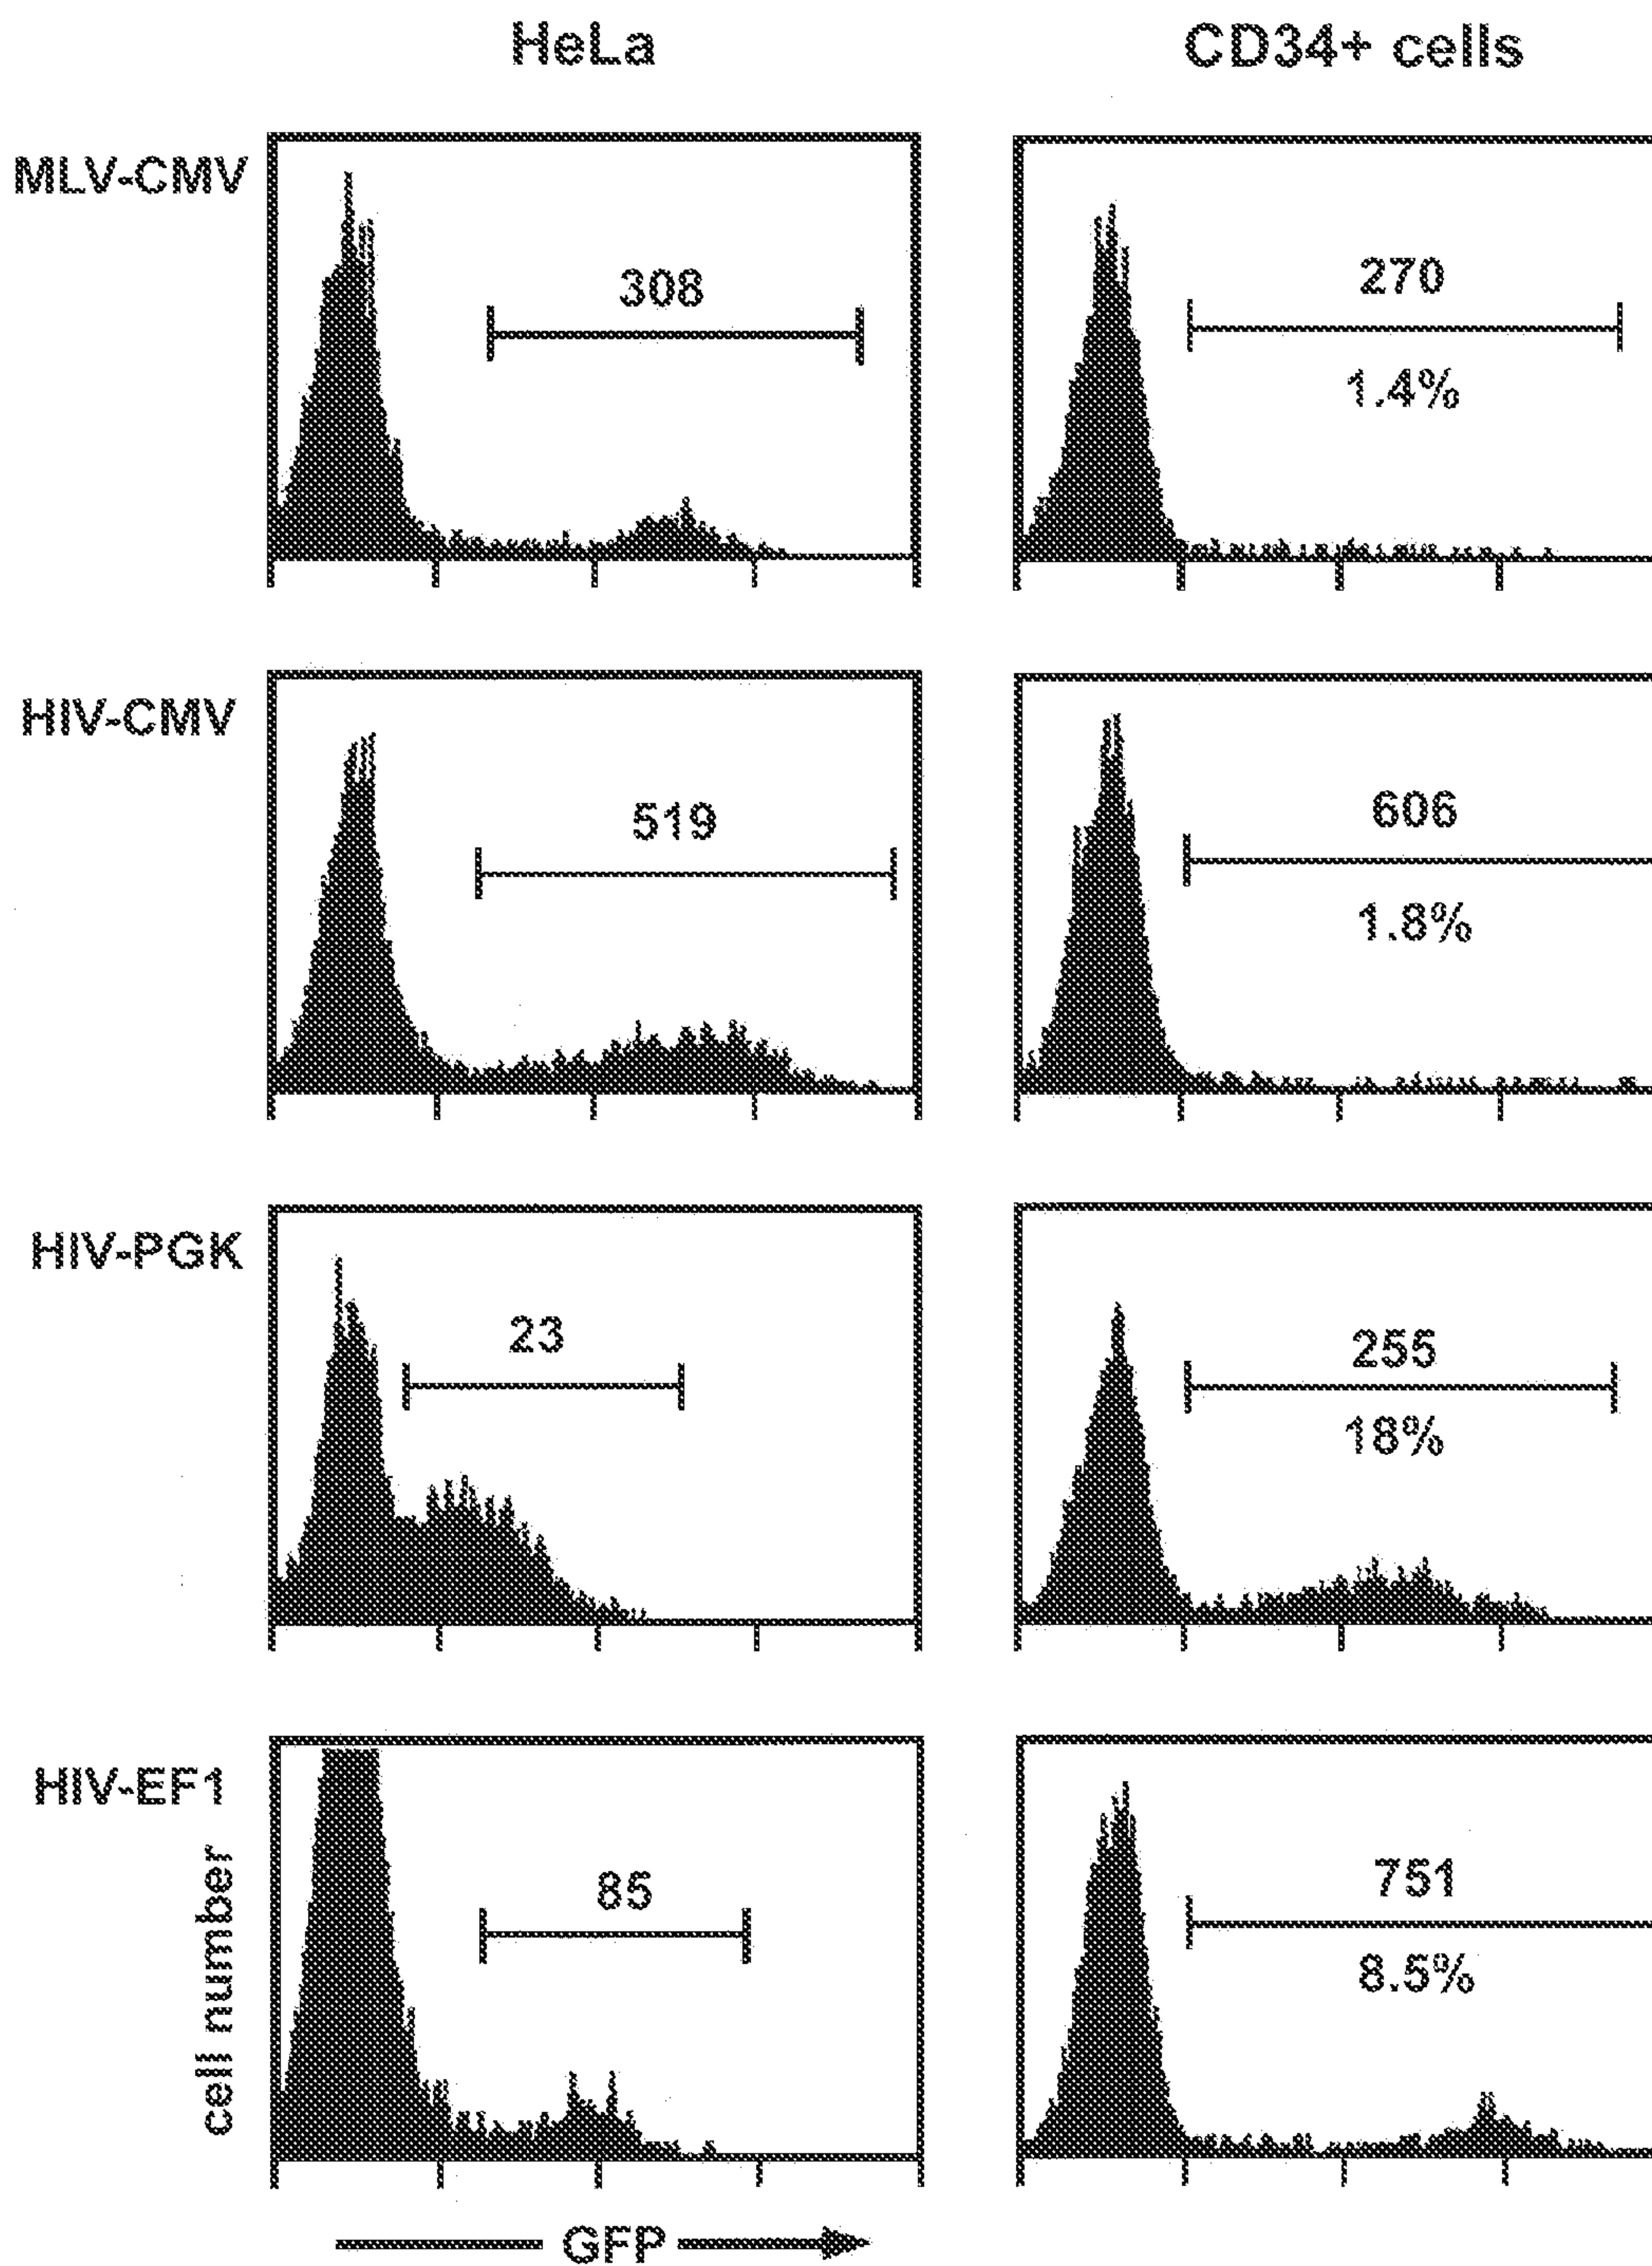 HeLa
CD34+ cells
MLV-CMV
308
270
1.4%
HIV-CMV
519
606
1.8%
HIV-PGK
23
255
18%
HIV-EF1
85
751
8.5%
cell number
GFP